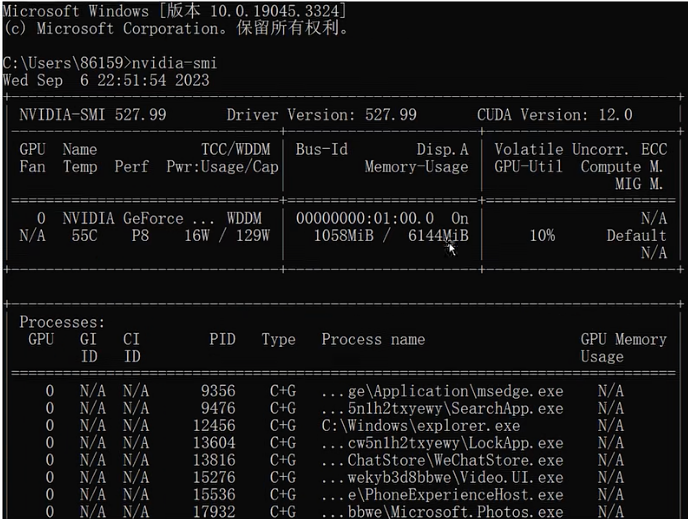 Microsoft Windows [版本 10.0.19045.3324]
(c) Microsoft Corporation。保留所有权利。
C:\Users\86159>nvidia-smi
Wed Sep  6 22:51:54 2023
NVIDIA-SMI 527.99       Driver Version: 527.99       CUDA Version: 12.0
GPU  Name            TCC/WDDM | Bus-Id        Disp.A | Volatile Uncorr. ECC
Fan  Temp  Perf  Pwr:Usage/Cap|         Memory-Usage | GPU-Util  Compute M.
MIG M.
0  NVIDIA GeForce ...  WDDM | 00000000:01:00.0  On | N/A
N/A   55C    P8    16W / 129W | 1058MiB /  6144MiB | 10%      Default
N/A
Processes:
GPU   GI   CI        PID   Type   Process name                  GPU Memory
ID   ID                                                   Usage
0   N/A  N/A      9356    C+G   ...ge\Application\msedge.exe    N/A
0   N/A  N/A      9476    C+G   ...5n1h2txyewy\SearchApp.exe    N/A
0   N/A  N/A     12456    C+G   C:\Windows\explorer.exe         N/A
0   N/A  N/A     13604    C+G   ...cw5n1h2txyewy\LockApp.exe    N/A
0   N/A  N/A     13816    C+G   ...ChatStore\WeChatStore.exe    N/A
0   N/A  N/A     15276    C+G   ...wekyb3d8bbwe\Video.UI.exe    N/A
0   N/A  N/A     15536    C+G   ...e\PhoneExperienceHost.exe    N/A
0   N/A  N/A     17932    C+G   ...bbwe\Microsoft.Photos.exe    N/A